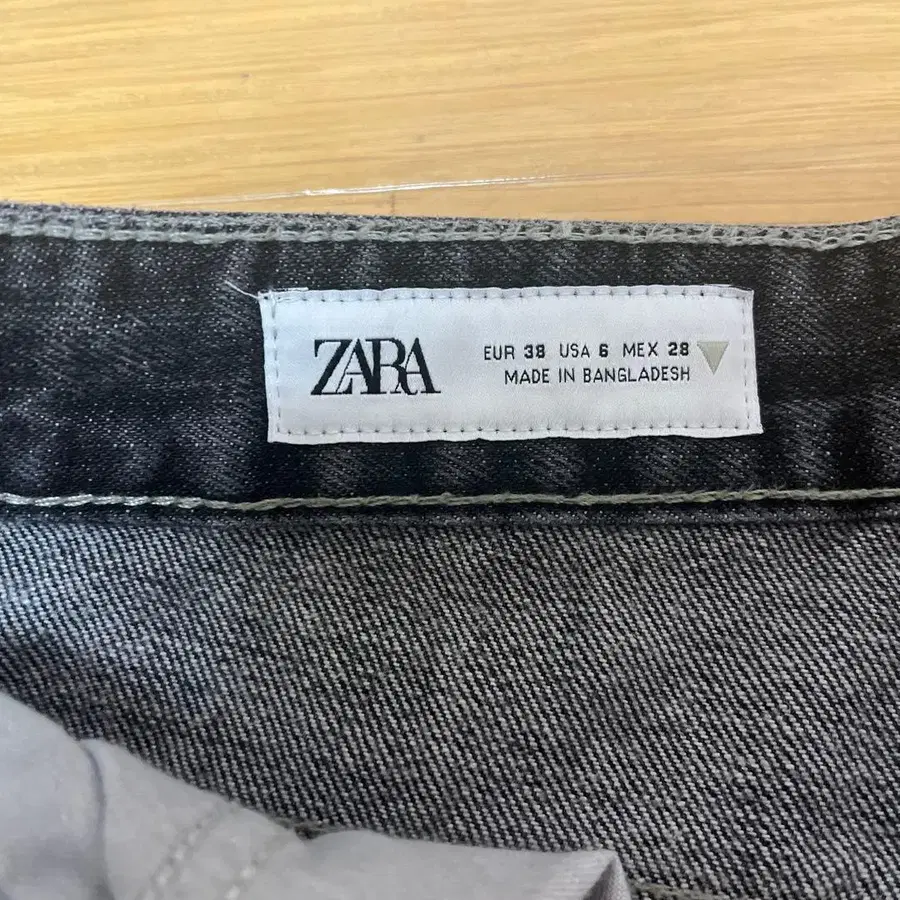 ZARA
EUR 38 USA 6 MEX 28
MADE IN BANGLADESH